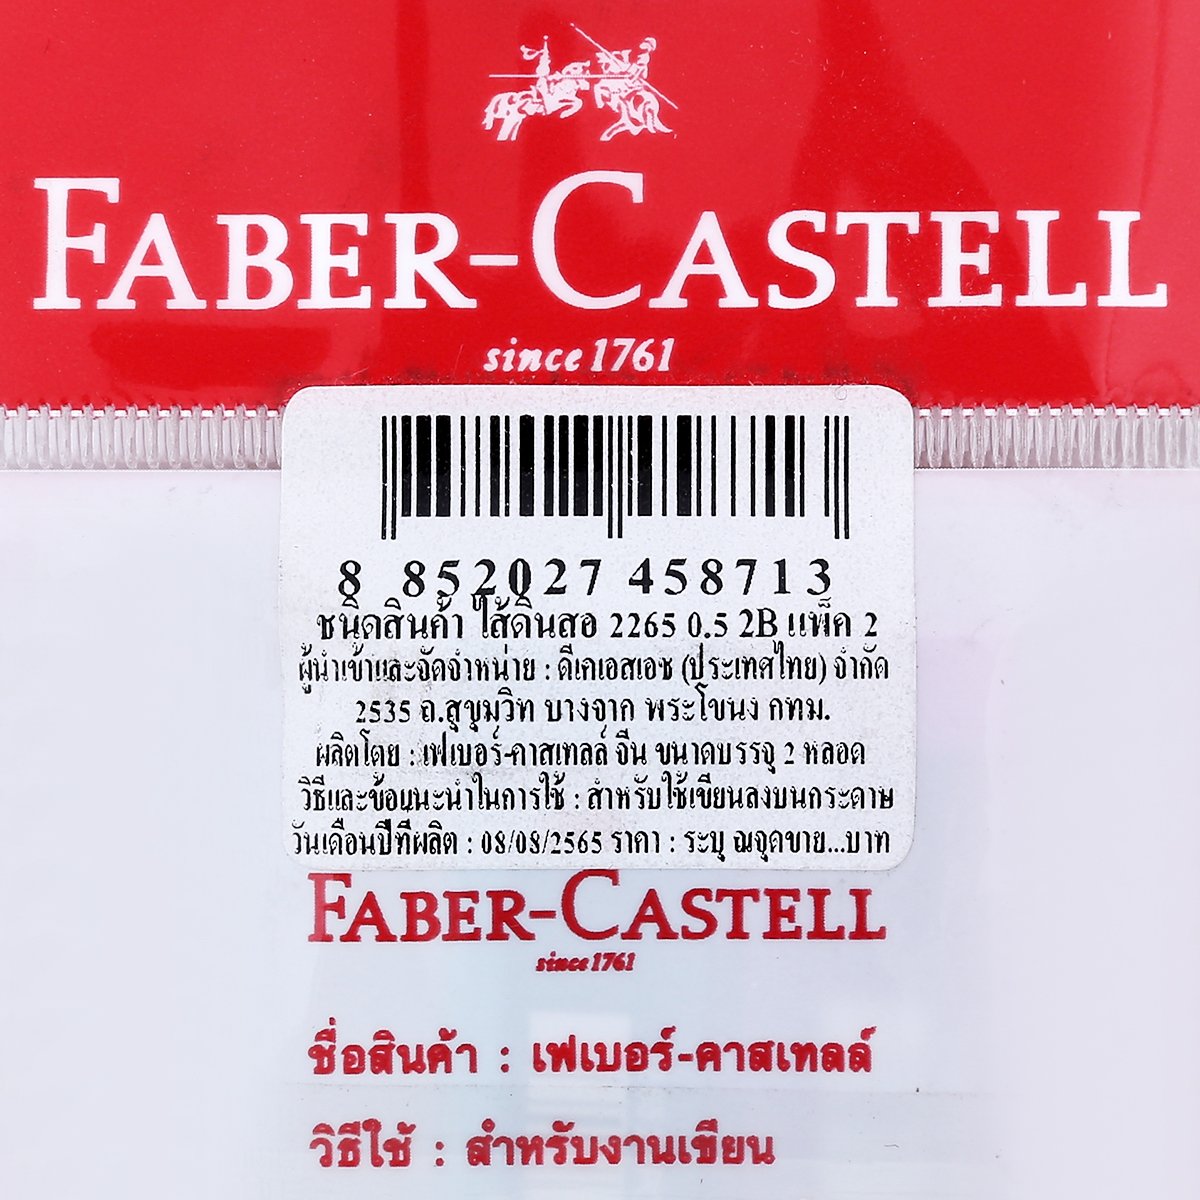 FABER-CASTELL
since 1761
8 852027 458713
ชนิดสินค้า ไส้ดินสอ 2265 0.5 2B แพ็ค 2
ผู้นำเข้าและจัดจำหน่าย : ดีเคเอสเอช (ประเทศไทย) จำกัด
2535 ถ.สุขุมวิท บางจาก พระโขนง กทม.
ผลิตโดย : เฟเบอร์-คาสเทลล์ จีน ขนาดบรรจุ 2 หลอด
วิธีและข้อแนะนำในการใช้ : สำหรับใช้เขียนลงบนกระดาษ
วันเดือนปีที่ผลิต : 08/08/2565 ราคา : ระบุ ณจุดขาย...บาท
FABER-CASTELL
since 1761
ชื่อสินค้า : เฟเบอร์-คาสเทลล์
วิธีใช้ : สำหรับงานเขียน